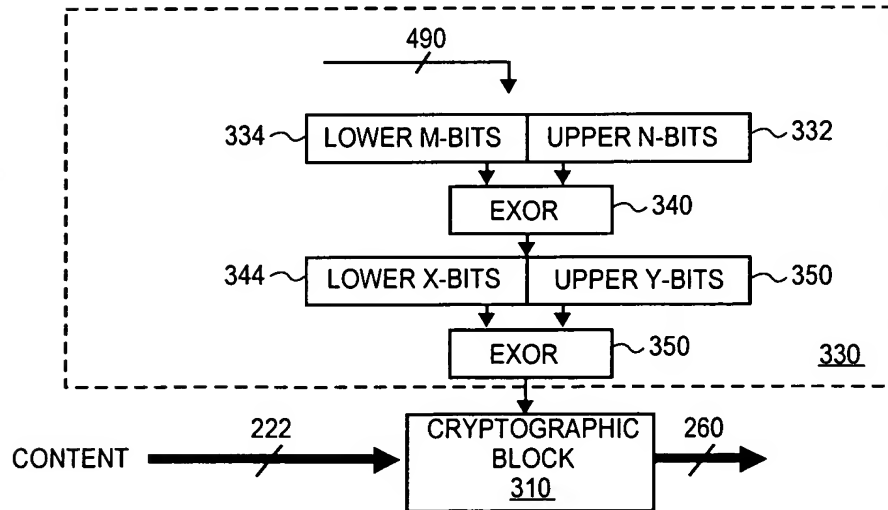 490
334 LOWER M-BITS UPPER N-BITS 332
EXOR 340
344 LOWER X-BITS UPPER Y-BITS 350
EXOR 350
330
CONTENT 222 CRYPTOGRAPHIC 260
BLOCK
310